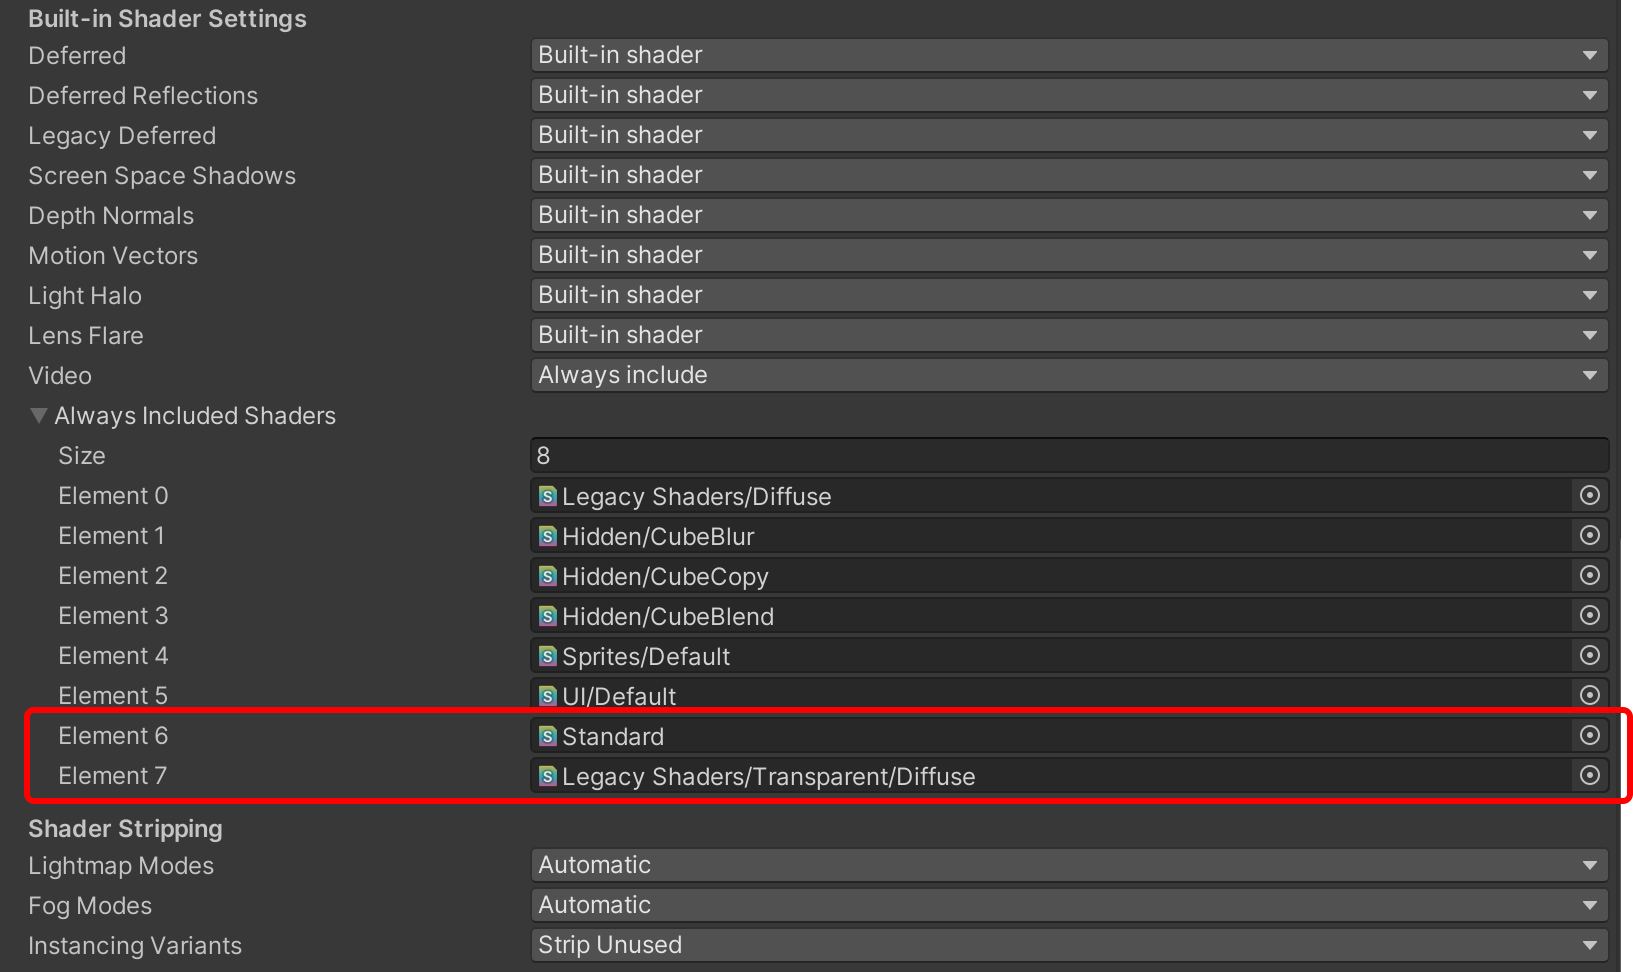 Built-in Shader Settings
Deferred Built-in shader
Deferred Reflections Built-in shader
Legacy Deferred Built-in shader
Screen Space Shadows Built-in shader
Depth Normals Built-in shader
Motion Vectors Built-in shader
Light Halo Built-in shader
Lens Flare Built-in shader
Video Always include
Always Included Shaders
Size 8
Element 0 Legacy Shaders/Diffuse
Element 1 Hidden/CubeBlur
Element 2 Hidden/CubeCopy
Element 3 Hidden/CubeBlend
Element 4 Sprites/Default
Element 5 UI/Default
Element 6 Standard
Element 7 Legacy Shaders/Transparent/Diffuse
Shader Stripping
Lightmap Modes Automatic
Fog Modes Automatic
Instancing Variants Strip Unused